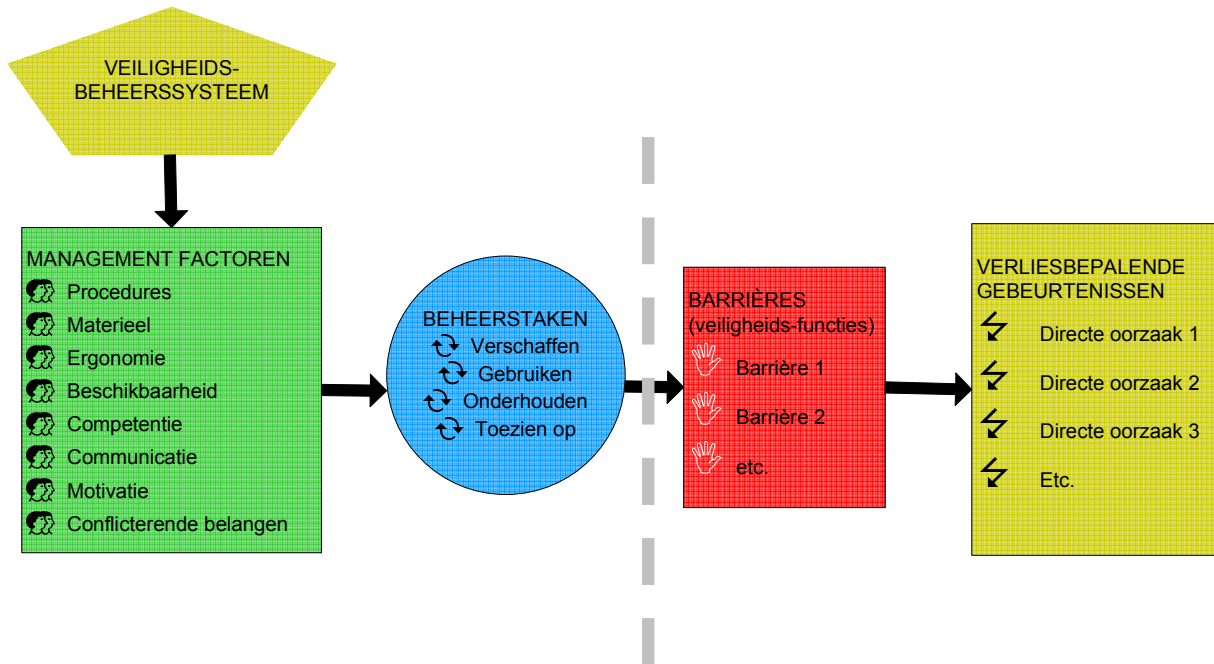 VEILIGHEIDS-
BEHEERSSYSTEEM
MANAGEMENT FACTOREN
Procedures
Materieel
Ergonomie
Beschikbaarheid
Competentie
Communicatie
Motivatie
Conflicterende belangen
BEHEERSTAKEN
Verschaffen
Gebruiken
Onderhouden
Toezien op
BARRIÈRES
(veiligheids-functies)
Barrière 1
Barrière 2
etc.
VERLIESBEPALENDE
GEBEURTENISSEN
Directe oorzaak 1
Directe oorzaak 2
Directe oorzaak 3
Etc.